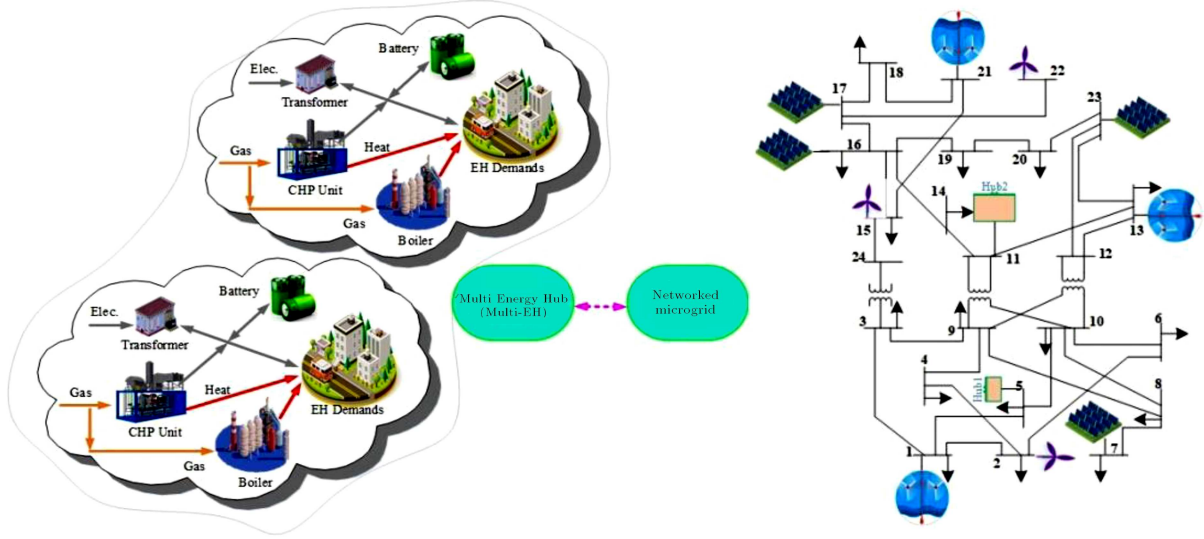 Battery
Elec.
Transformer
Gas
Heat
CHP Unit
EH Demands
Gas
Boiler
Battery
Elec.
Transformer
Gas
Heat
CHP Unit
EH Demands
Gas
Boiler
Multi Energy Hub
(Multi-EH)
Networked
microgrid
18
21
22
17
23
16
19
20
14
Hub2
15
13
24
11
12
3
9
10
6
4
Hub1
5
8
1
2
7